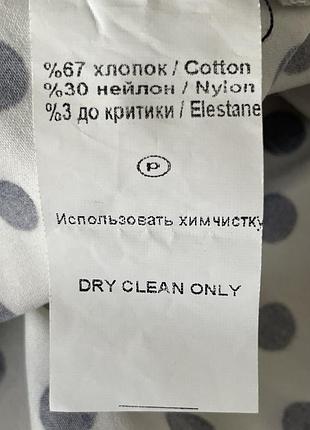 %67 хлопок / Cotton
%30 нейлон / Nylon
%3 до критики / Elestane
P
Использовать химчистку
DRY CLEAN ONLY